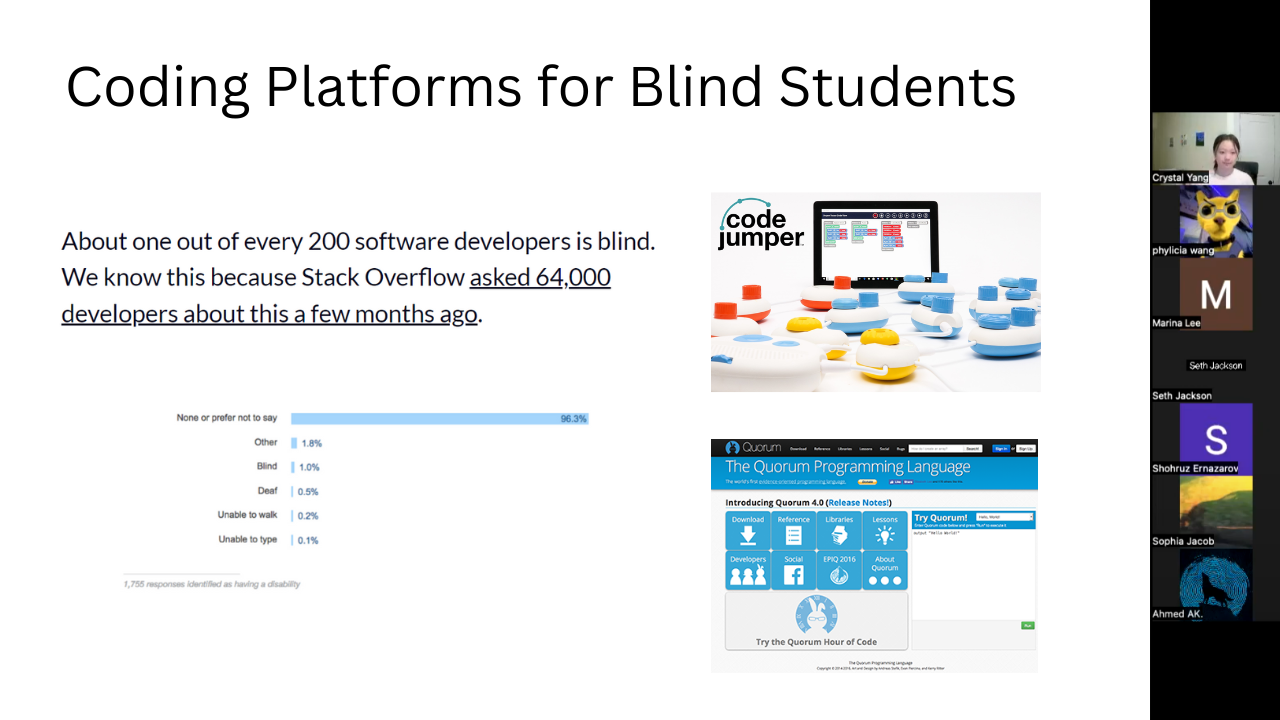 Coding Platforms for Blind Students
About one out of every 200 software developers is blind.
We know this because Stack Overflow asked 64,000
developers about this a few months ago.
None or prefer not to say 96.3%
Other 1.8%
Blind 1.0%
Deaf 0.5%
Unable to walk 0.2%
Unable to type 0.1%
1,755 responses identified as having a disability
code
jumper
Quorum Download Reference Libraries Lessons Social Bugs Search Sign In or Sign Up
The Quorum Programming Language
The world's first evidence-oriented programming language.
Introducing Quorum 4.0 (Release Notes!)
Download Reference Libraries Lessons
Developers Social EPIQ 2016 About
Quorum
Try the Quorum Hour of Code
Try Quorum! Hello, World!
Enter Quorum code below and press "Run" to execute it
output "Hello World!"
Run
The Quorum Programming Language
Crystal Yang
phylicia wang
M
Marina Lee
Seth Jackson
Seth Jackson
S
Shohruz Ernazarov
Sophia Jacob
Ahmed AK.